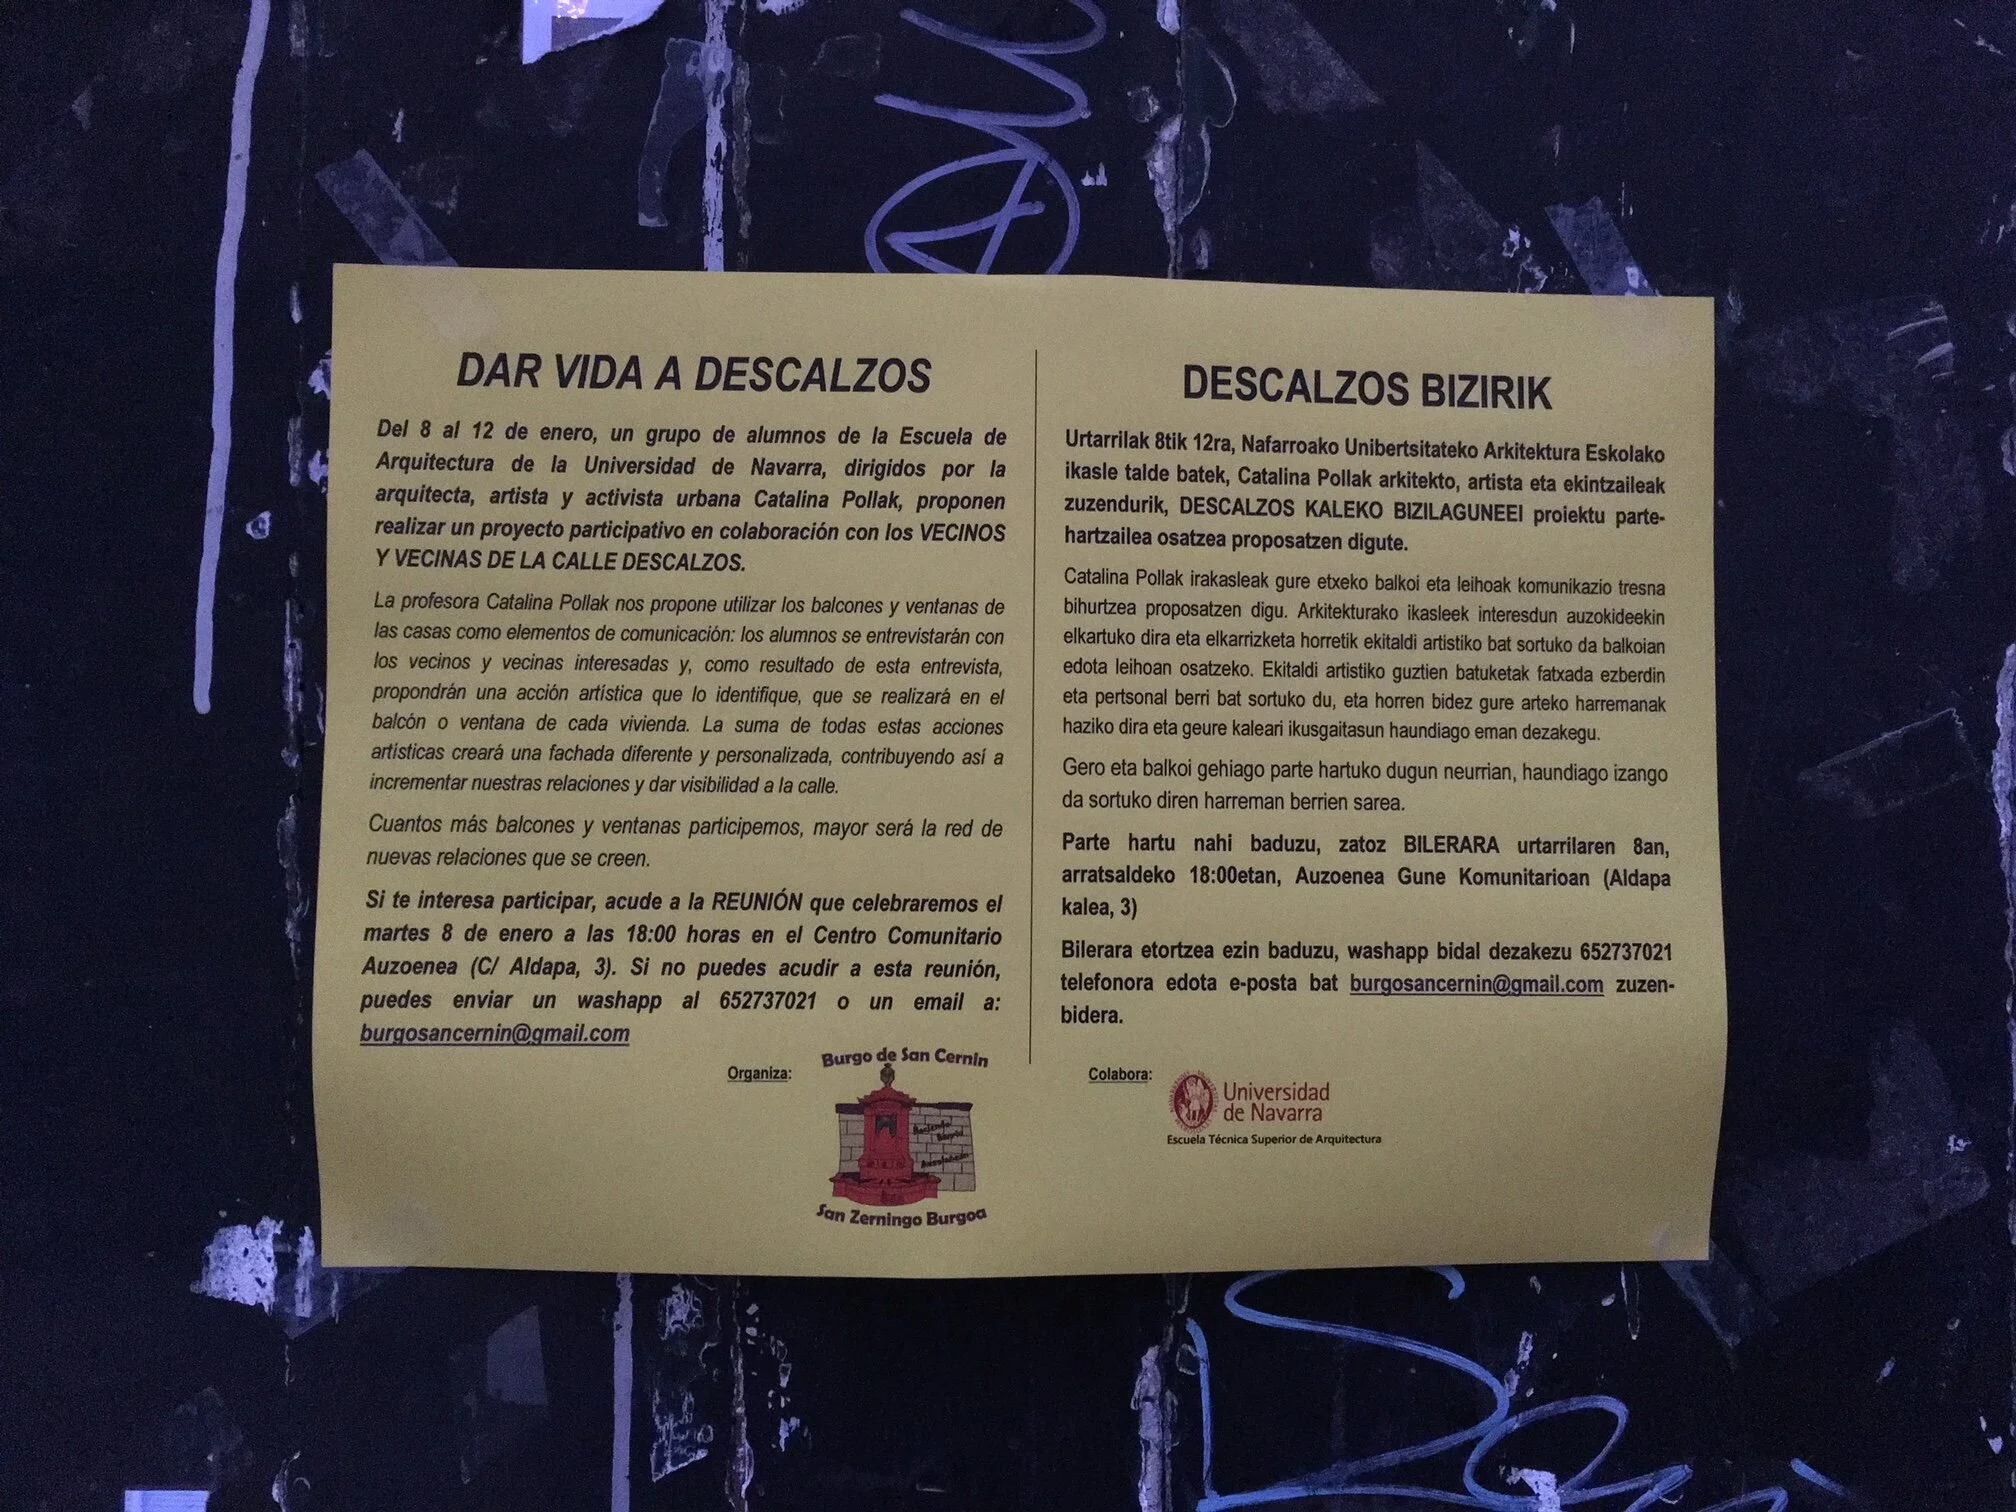 DAR VIDA A DESCALZOS
Del 8 al 12 de enero, un grupo de alumnos de la Escuela de
Arquitectura de la Universidad de Navarra, dirigidos por la
arquitecta, artista y activista urbana Catalina Pollak, proponen
realizar un proyecto participativo en colaboración con los VECINOS
Y VECINAS DE LA CALLE DESCALZOS.
La profesora Catalina Pollak nos propone utilizar los balcones y ventanas de
las casas como elementos de comunicación: los alumnos se entrevistarán con
los vecinos y vecinas interesadas y, como resultado de esta entrevista,
propondrán una acción artística que lo identifique, que se realizará en el
balcón o ventana de cada vivienda. La suma de todas estas acciones
artísticas creará una fachada diferente y personalizada, contribuyendo así a
incrementar nuestras relaciones y dar visibilidad a la calle.
Cuantos más balcones y ventanas participemos, mayor será la red de
nuevas relaciones que se creen.
Si te interesa participar, acude a la REUNIÓN que celebraremos el
martes 8 de enero a las 18:00 horas en el Centro Comunitario
Auzoenea (C/ Aldapa, 3). Si no puedes acudir a esta reunión,
puedes enviar un washapp al 652737021 o un email a:
burgosancernin@gmail.com
Organiza:
Burgo de San Cernin
San Zerningo Burgoa
DESCALZOS BIZIRIK
Urtarrilak 8tik 12ra, Nafarroako Unibertsitateko Arkitektura Eskolako
ikasle talde batek, Catalina Pollak arkitekto, artista eta ekintzaileak
zuzendurik, DESCALZOS KALEKO BIZILAGUNEEI proiektu parte-
hartzailea osatzea proposatzen digute.
Catalina Pollak irakasleak gure etxeko balkoi eta leihoak komunikazio tresna
bihurtzea proposatzen digu. Arkitekturako ikasleek interesdun auzokideekin
elkartuko dira eta elkarrizketa horretik ekitaldi artistiko bat sortuko da balkoian
edota leihoan osatzeko. Ekitaldi artistiko guztien batuketak fatxada ezberdin
eta pertsonal berri bat sortuko du, eta horren bidez gure arteko harremanak
haziko dira eta geure kaleari ikusgaitasun haundiago eman dezakegu.
Gero eta balkoi gehiago parte hartuko dugun neurrian, haundiago izango
da sortuko diren harreman berrien sarea.
Parte hartu nahi baduzu, zatoz BILERARA urtarrilaren 8an,
arratsaldeko 18:00etan, Auzoenea Gune Komunitarioan (Aldapa
kalea, 3)
Bilerara etortzea ezin baduzu, washapp bidal dezakezu 652737021
telefonora edota e-posta bat burgosancernin@gmail.com zuzen-
bidera.
Colabora:
Universidad
de Navarra
Escuela Técnica Superior de Arquitectura